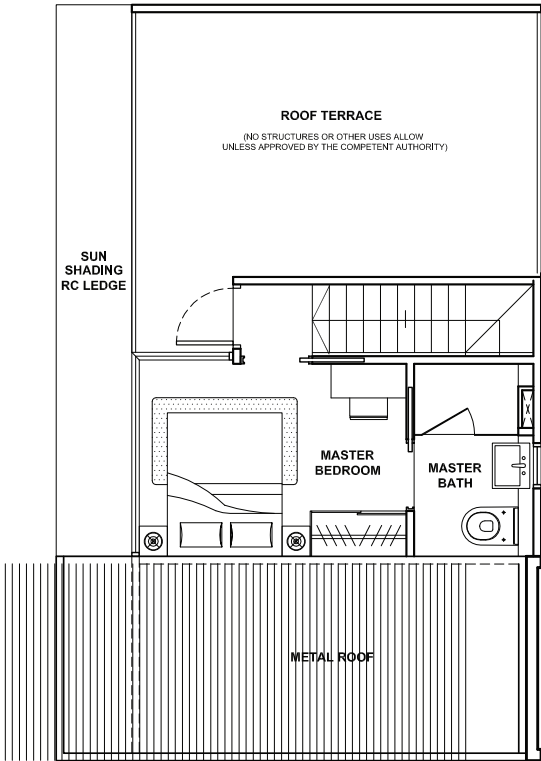 ROOF TERRACE
(NO STRUCTURES OR OTHER USES ALLOW
UNLESS APPROVED BY THE COMPETENT AUTHORITY)
SUN
SHADING
RC LEDGE
MASTER
BEDROOM
MASTER
BATH
METAL ROOF